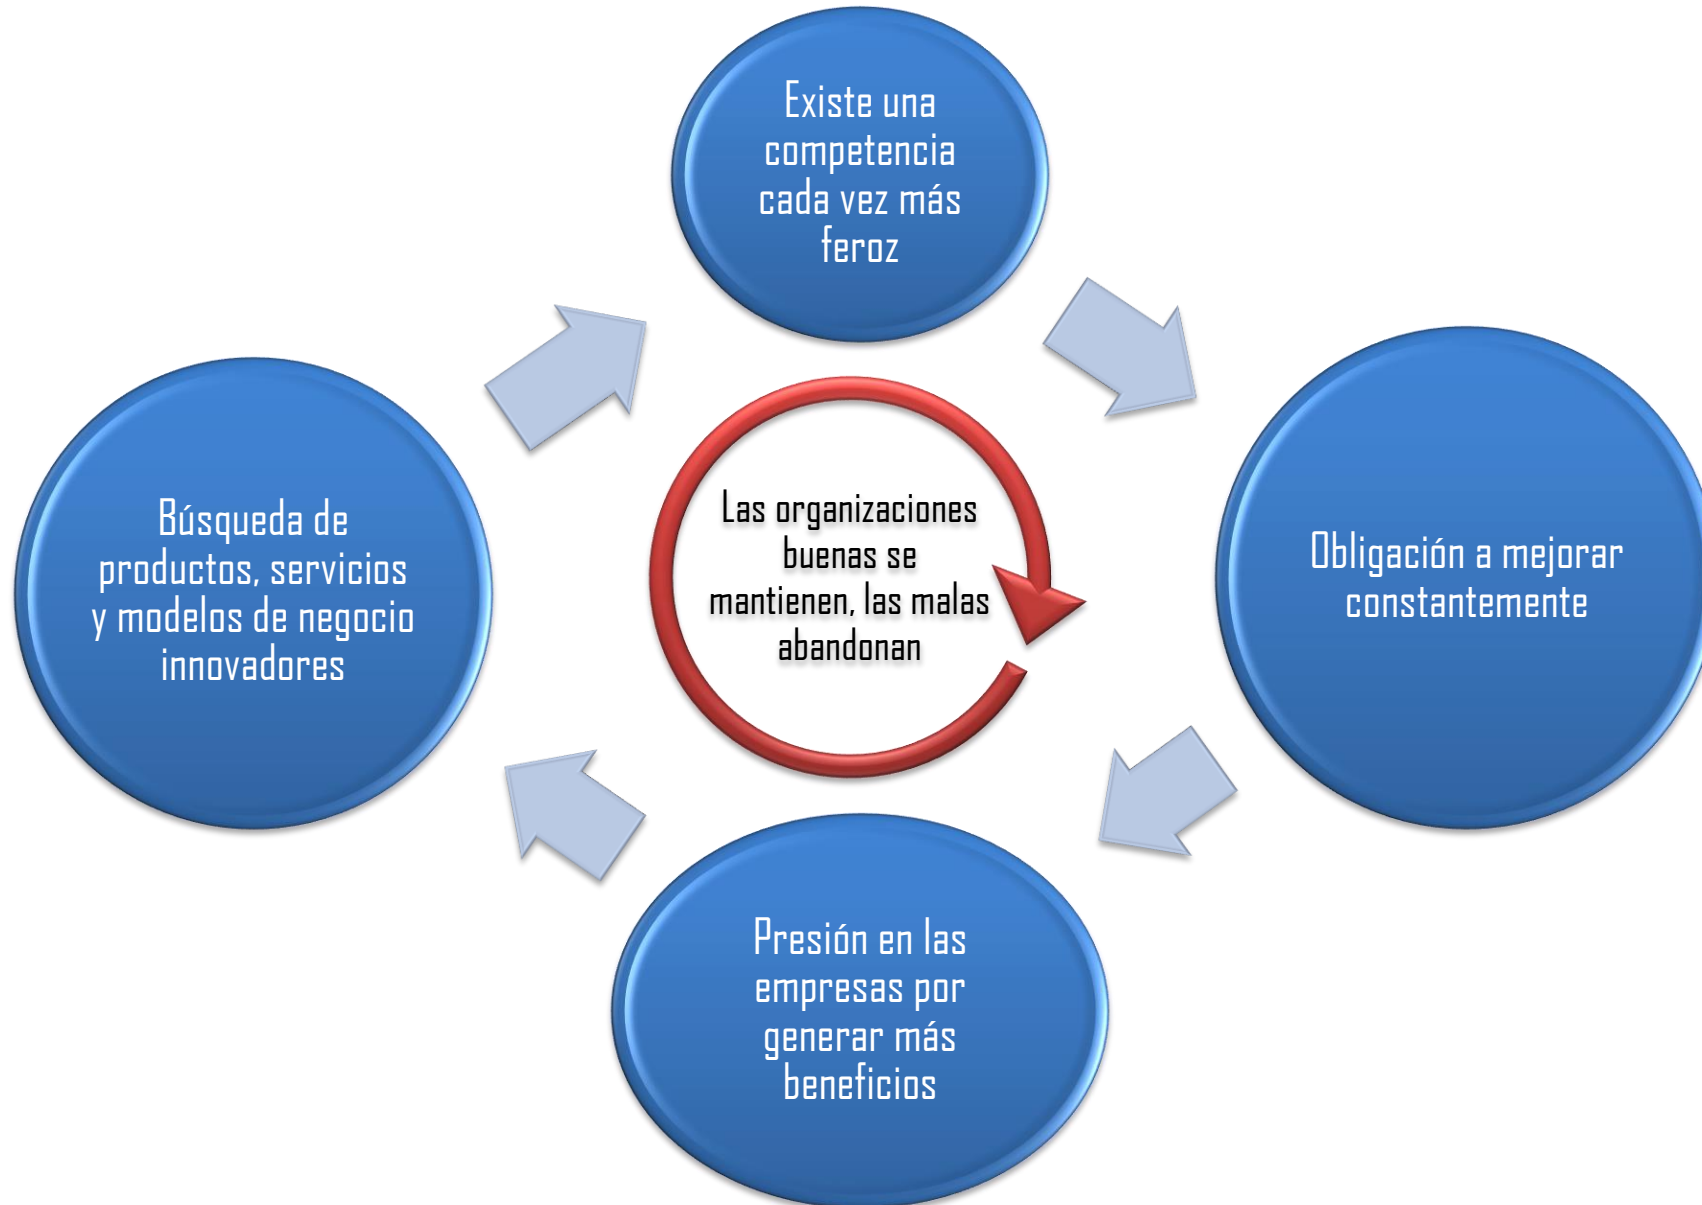 Existe una
competencia
cada vez más
feroz
Obligación a mejorar
constantemente
Presión en las
empresas por
generar más
beneficios
Búsqueda de
productos, servicios
y modelos de negocio
innovadores
Las organizaciones
buenas se
mantienen, las malas
abandonan